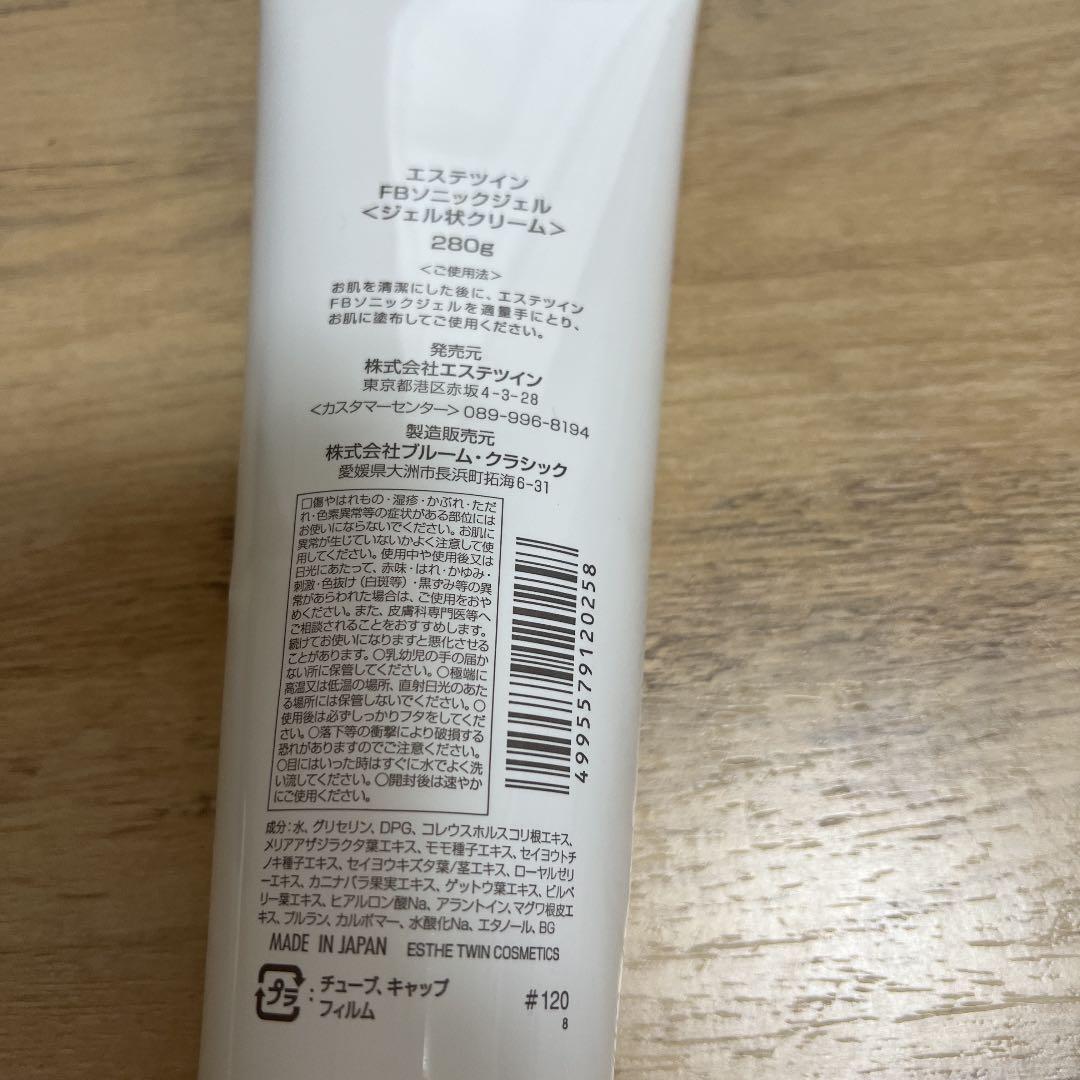 エステツイン
FBソニックジェル
<ジェル状クリーム>
280g
<ご使用法>
お肌を清潔にした後に、エステツイン
FBソニックジェルを適量手にとり、
お肌に塗布してご使用ください。
発売元
株式会社エステツイン
東京都港区赤坂4-3-28
<カスタマーセンター>089-996-8194
製造販売元
株式会社ブルーム・クラシック
愛媛県大洲市長浜町拓海6-31
□傷やはれもの・湿疹・かぶれ・ただ
れ・色素異常等の症状がある部位には
お使いにならないでください。お肌に
異常が生じていないかよく注意して使
用してください。使用中や使用後又は
日光にあたって、赤味・はれ・かゆみ・
刺激・色抜け(白斑等)・黒ずみ等の異
常があらわれた場合は、ご使用をおや
めください。また、皮膚科専門医等へ
ご相談されることをおすすめします。
続けてお使いになりますと悪化させる
ことがあります。○乳幼児の手の届か
ない所に保管してください。○極端に
高温又は低温の場所、直射日光のあた
る場所には保管しないでください。○
使用後は必ずしっかりフタをしてくだ
さい。○落下等の衝撃により破損する
恐れがありますのでご注意ください。
○目にはいった時はすぐに水でよく洗
い流してください。○開封後は速やか
にご使用ください。
4995579120258
成分:水、グリセリン、DPG、コレウスホルスコリ根エキス、
メリアアザジラクタ葉エキス、モモ種子エキス、セイヨウトチ
ノキ種子エキス、セイヨウキズタ葉/茎エキス、ローヤルゼリ
ーエキス、カニナバラ果実エキス、ゲットウ葉エキス、ビルベ
リー葉エキス、ヒアルロン酸Na、アラントイン、マグワ根皮エ
キス、プルラン、カルボマー、水酸化Na、エタノール、BG
MADE IN JAPAN ESTHE TWIN COSMETICS
プラ :チューブ、キャップ
フィルム
#120
8